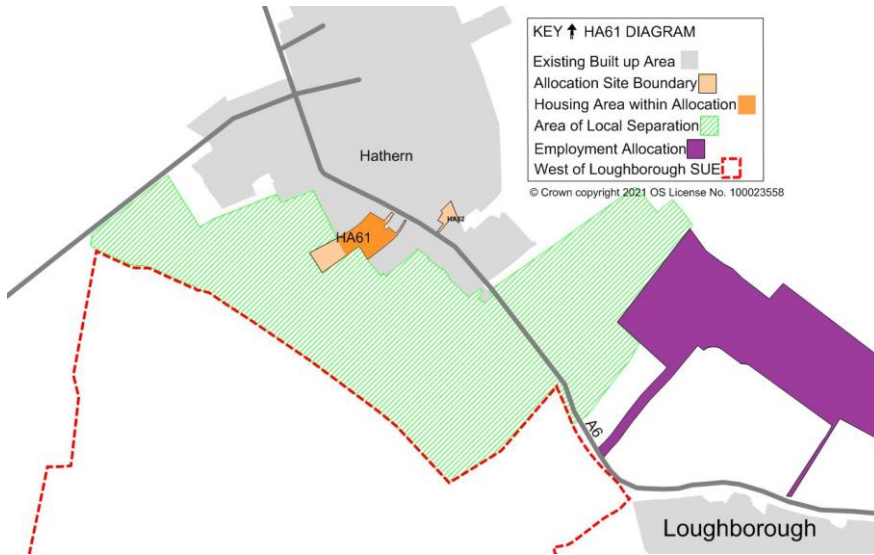 KEY HA61 DIAGRAM
Existing Built up Area
Allocation Site Boundary
Housing Area within Allocation
Area of Local Separation
Employment Allocation
West of Loughborough SUE
© Crown copyright 2021 OS License No. 100023558
Hathern
HA62
HA61
A6
Loughborough